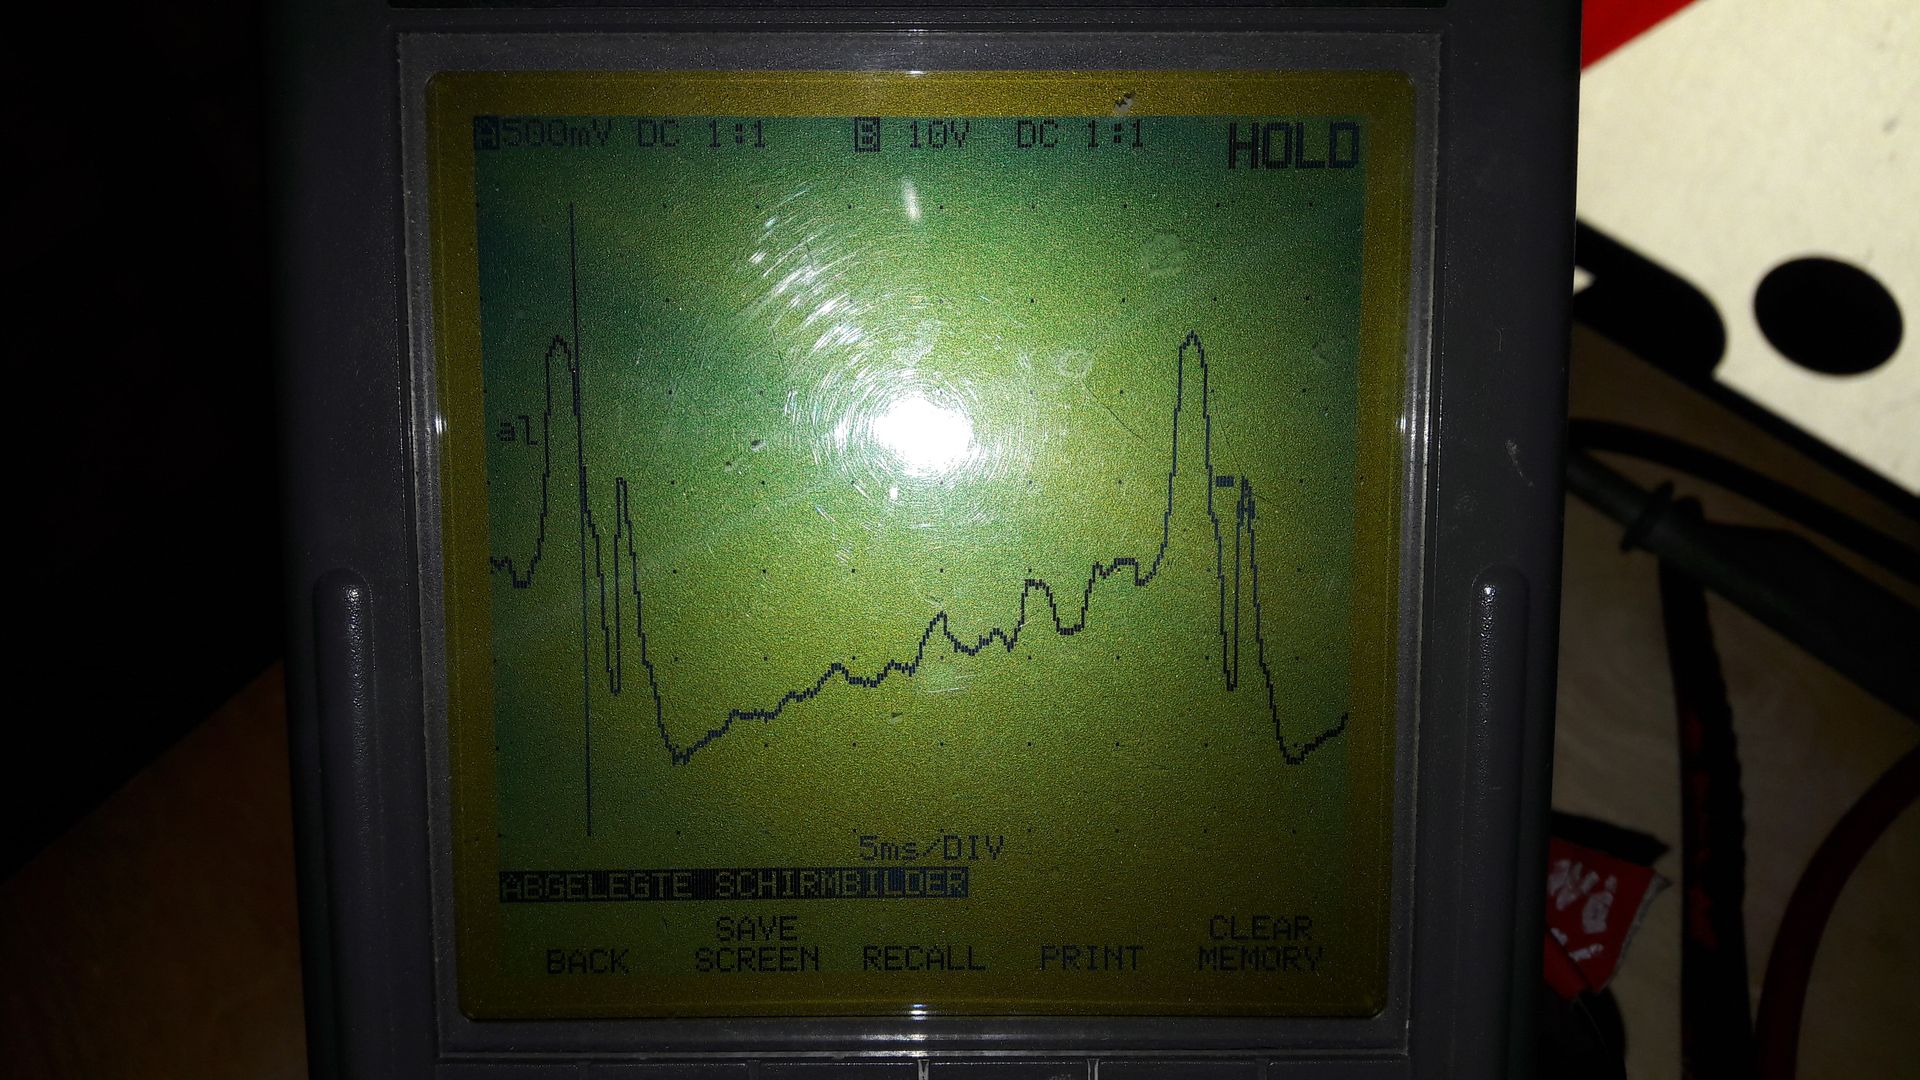 A 500mV DC 1:1 B 10V DC 1:1 HOLD
al
A
5ms/DIV
ABGELEGTE SCHIRMBILDER
BACK SAVE SCREEN RECALL PRINT CLEAR MEMORY